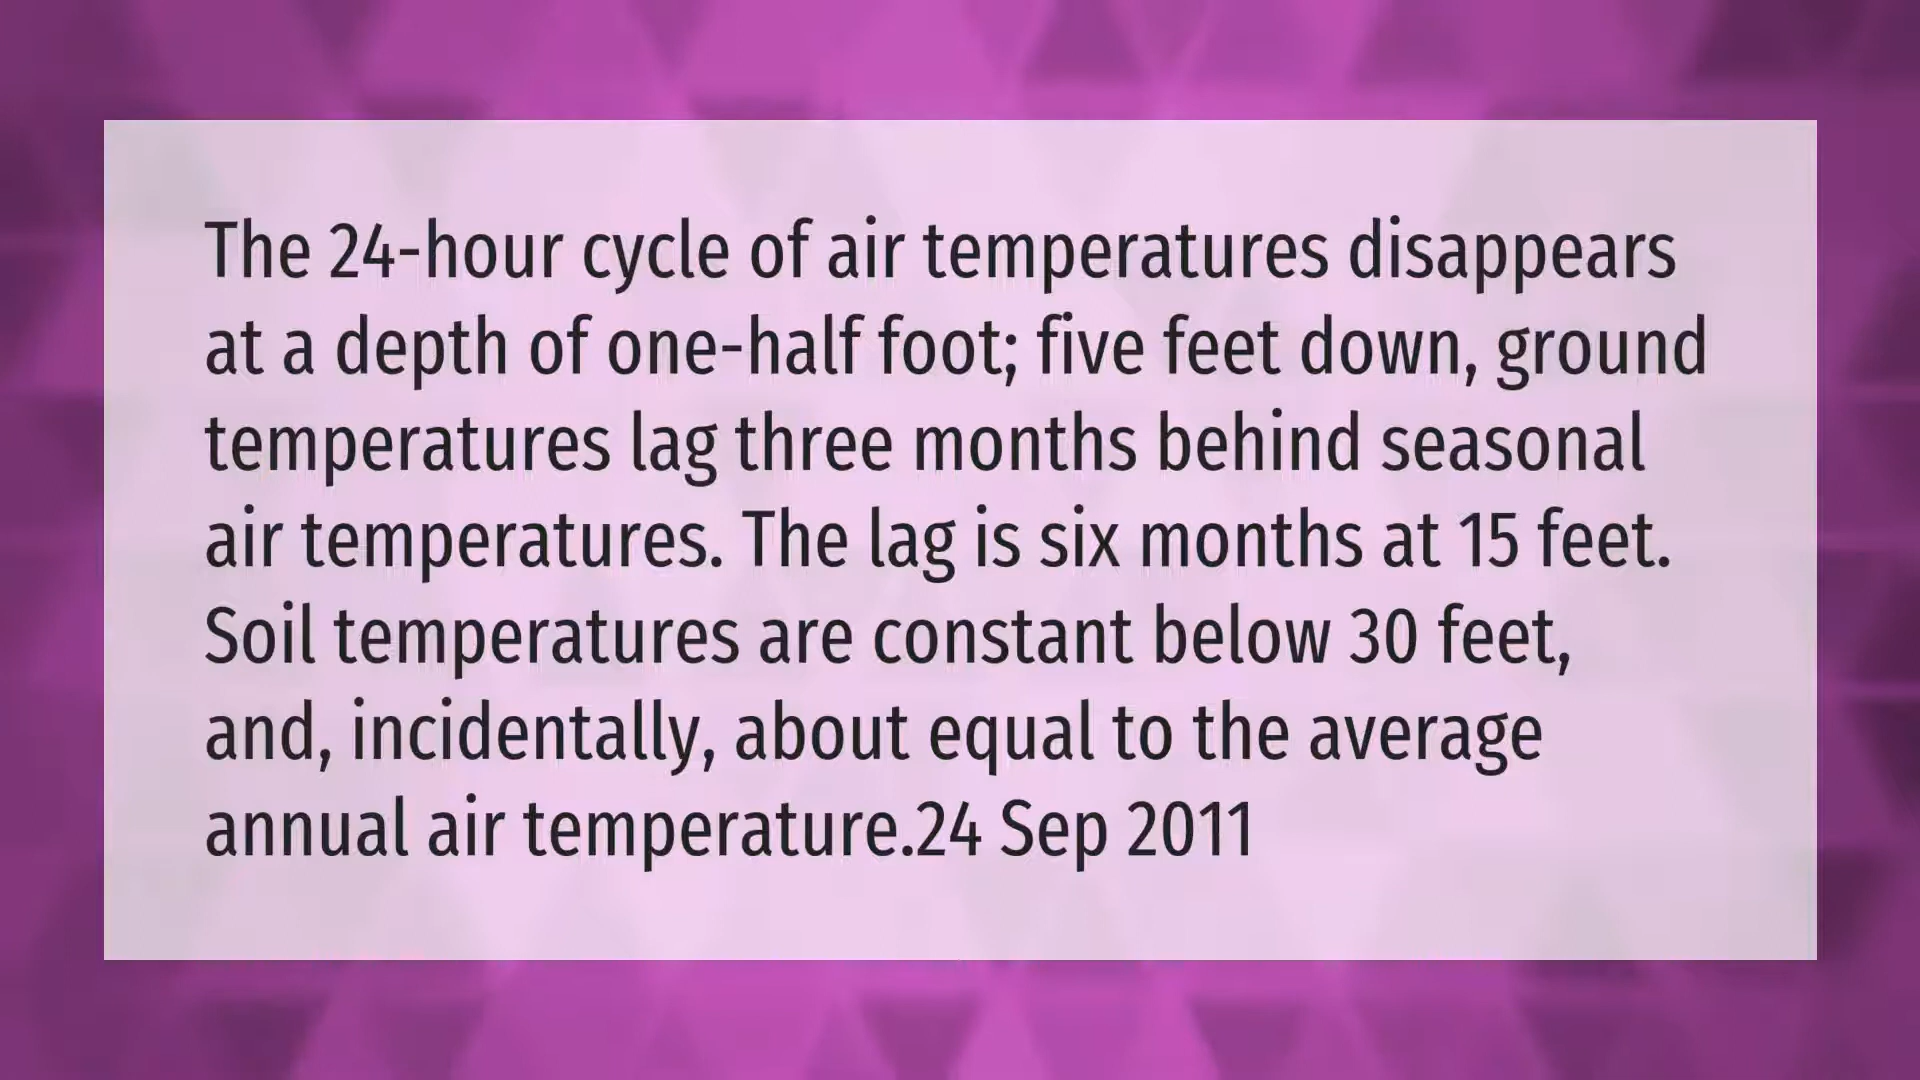 The 24-hour cycle of air temperatures disappears
at a depth of one-half foot; five feet down, ground
temperatures lag three months behind seasonal
air temperatures. The lag is six months at 15 feet.
Soil temperatures are constant below 30 feet,
and, incidentally, about equal to the average
annual air temperature.24 Sep 2011